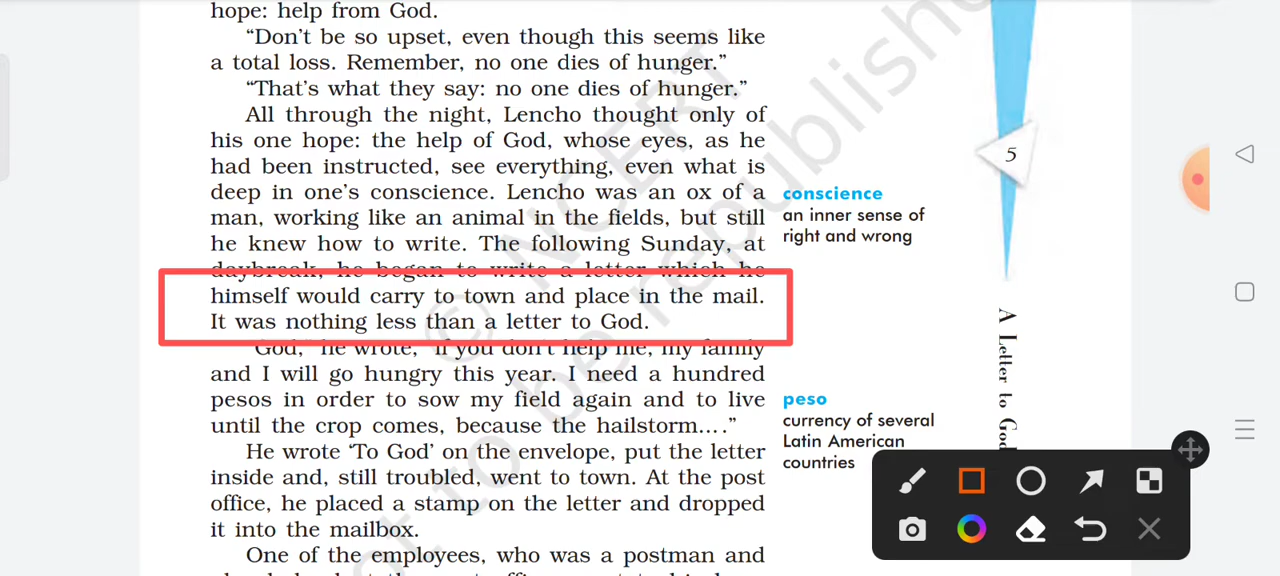 hope: help from God.
“Don’t be so upset, even though this seems like
a total loss. Remember, no one dies of hunger.”
“That’s what they say: no one dies of hunger.”
All through the night, Lencho thought only of
his one hope: the help of God, whose eyes, as he
had been instructed, see everything, even what is
deep in one’s conscience. Lencho was an ox of a
man, working like an animal in the fields, but still
he knew how to write. The following Sunday, at
daybreak, he began to write a letter which he
himself would carry to town and place in the mail.
It was nothing less than a letter to God.
“God,” he wrote, “if you don’t help me, my family
and I will go hungry this year. I need a hundred
pesos in order to sow my field again and to live
until the crop comes, because the hailstorm... .”
He wrote ‘To God’ on the envelope, put the letter
inside and, still troubled, went to town. At the post
office, he placed a stamp on the letter and dropped
it into the mailbox.
One of the employees, who was a postman and
conscience
an inner sense of
right and wrong
peso
currency of several
Latin American
countries
5
A Letter to God
© NCERT
not to be republished